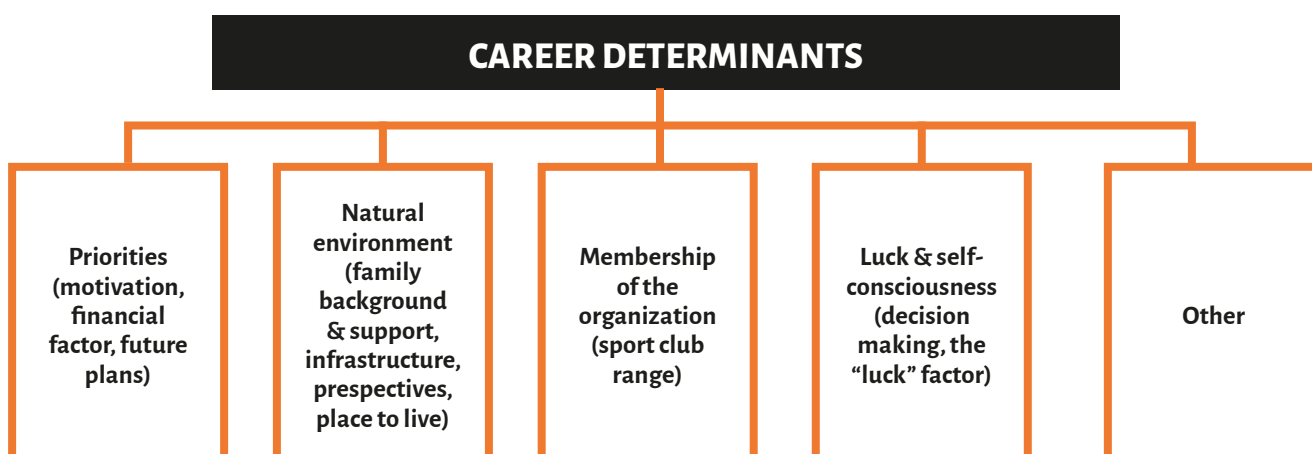 CAREER DETERMINANTS
Priorities
(motivation,
financial
factor, future
plans)
Natural
environment
(family
background
& support,
infrastructure,
prespectives,
place to live)
Membership
of the
organization
(sport club
range)
Luck & self-
consciousness
(decision
making, the
“luck” factor)
Other